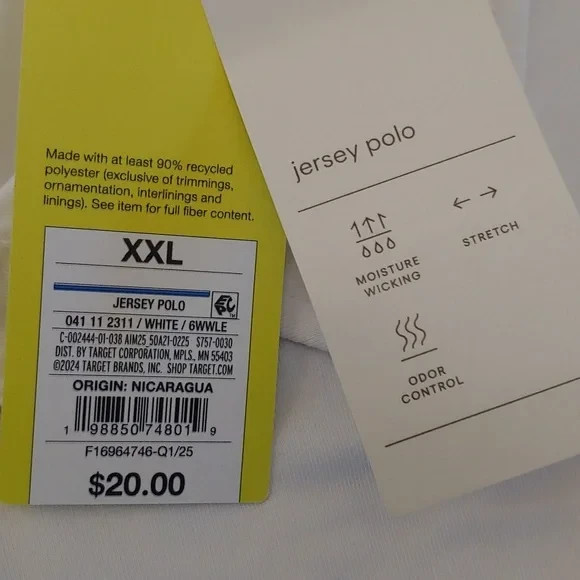 Made with at least 90% recycled
polyester (exclusive of trimmings,
ornamentation, interlinings and
linings). See item for full fiber content.
XXL
JERSEY POLO
041 11 2311 / WHITE / 6WWLE
C-002444-01-038 AIM25_50A21-0225 S757-0030
DIST. BY TARGET CORPORATION, MPLS., MN 55403
©2024 TARGET BRANDS, INC. SHOP TARGET.COM
ORIGIN: NICARAGUA
1 98850 74801 9
F16964746-Q1/25
$20.00
jersey polo
MOISTURE
WICKING
STRETCH
ODOR
CONTROL